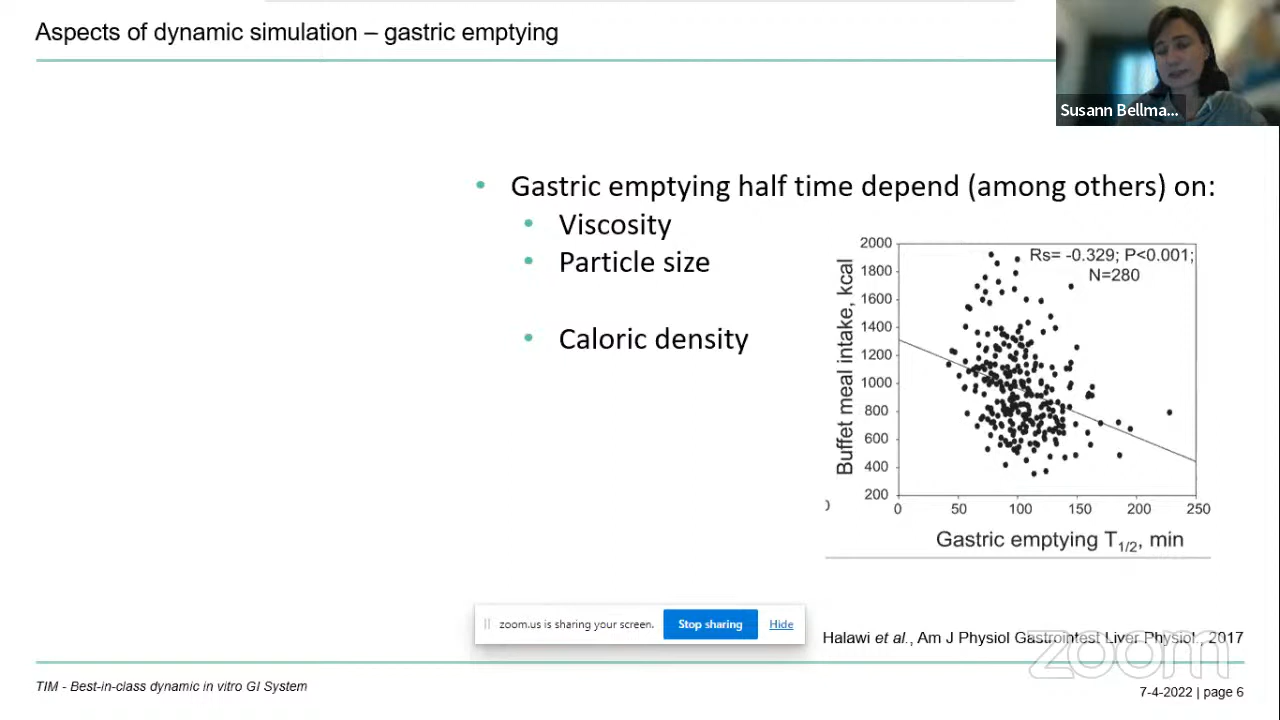 Aspects of dynamic simulation – gastric emptying
Susann Bellma...
• Gastric emptying half time depend (among others) on:
• Viscosity
• Particle size
• Caloric density
Rs= -0.329; P<0.001;
N=280
Buffet meal intake, kcal
2000
1800
1600
1400
1200
1000
800
600
400
200
0 50 100 150 200 250
Gastric emptying T1/2, min
zoom.us is sharing your screen. Stop sharing Hide
Halawi et al., Am J Physiol Gastrointest Liver Physiol., 2017
zoom
TIM - Best-in-class dynamic in vitro GI System
7-4-2022 | page 6